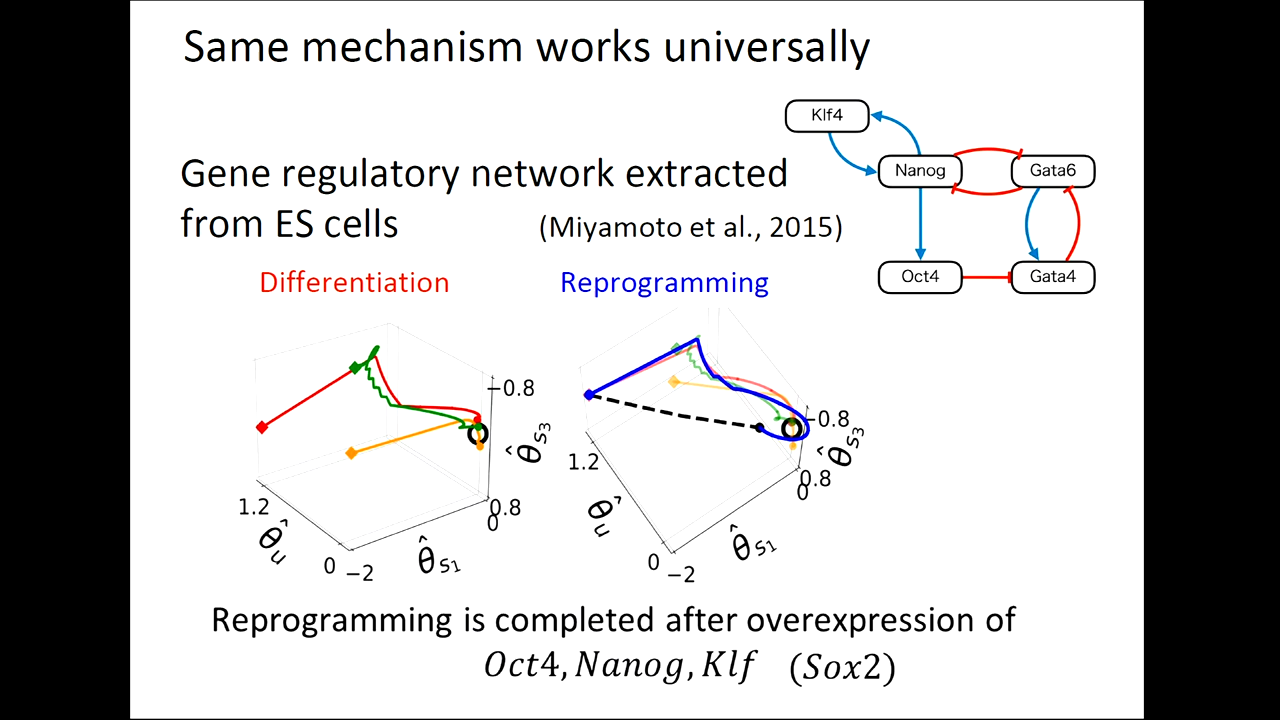 Same mechanism works universally
Klf4
Nanog
Gata6
Gene regulatory network extracted
from ES cells
(Miyamoto et al., 2015)
Oct4
Gata4
Differentiation
Reprogramming
−0.8
θ̂s₃
0.8
0
1.2
θ̂u
0
−2
θ̂s₁
−0.8
θ̂s₃
0.8
0
1.2
θ̂u
0
−2
θ̂s₁
Reprogramming is completed after overexpression of
Oct4, Nanog, Klf (Sox2)